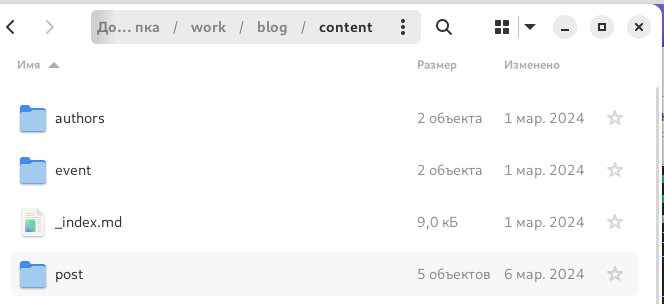 До... пка / work / blog / content
Имя Размер Изменено
authors 2 объекта 1 мар. 2024
event 2 объекта 1 мар. 2024
_index.md 9,0 кБ 1 мар. 2024
post 5 объектов 6 мар. 2024